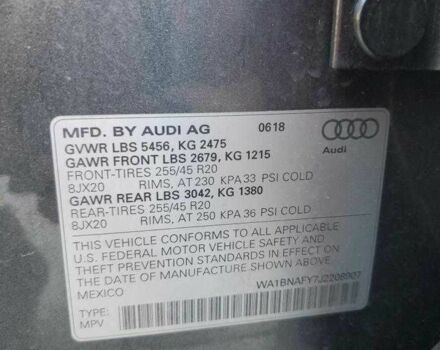 MFD. BY AUDI AG 0618
GVWR LBS 5456, KG 2475
GAWR FRONT LBS 2679, KG 1215
FRONT-TIRES 255/45 R20
8JX20 RIMS, AT 230 KPA 33 PSI COLD
GAWR REAR LBS 3042, KG 1380
REAR-TIRES 255/45 R20
8JX20 RIMS, AT 250 KPA 36 PSI COLD
Audi
THIS VEHICLE CONFORMS TO ALL APPLICABLE
U.S. FEDERAL MOTOR VEHICLE SAFETY AND
THEFT PREVENTION STANDARDS IN EFFECT ON
THE DATE OF MANUFACTURE SHOWN ABOVE.
MEXICO WA1BNAFY7J2208907
TYPE:
MPV